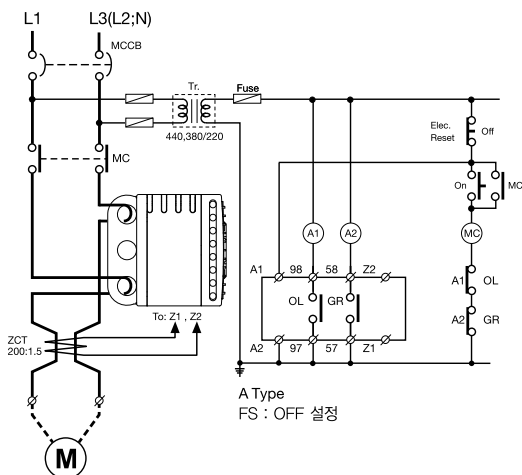 L1 L3(L2;N)
MCCB
Tr.
Fuse
440,380/220
Elec.
Reset
Off
MC
On
MC
A1
A2
MC
A1 98 58 Z2
A1 OL
OL GR
To: Z1 , Z2
A2 GR
ZCT
200:1.5
A2 97 57 Z1
A Type
FS : OFF 설정
M